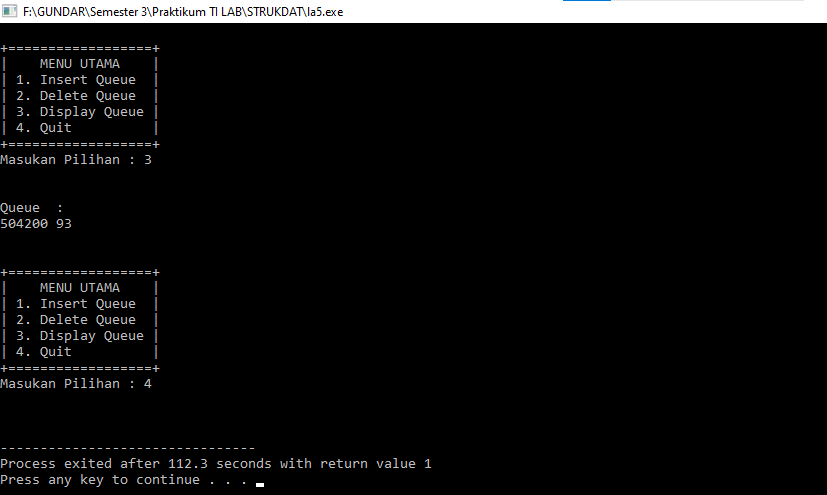 F:\GUNDAR\Semester 3\Praktikum TI LAB\STRUKDAT\la5.exe
+==================+
|    MENU UTAMA    |
| 1. Insert Queue  |
| 2. Delete Queue  |
| 3. Display Queue |
| 4. Quit          |
+==================+
Masukan Pilihan : 3
Queue  :
504200 93
+==================+
|    MENU UTAMA    |
| 1. Insert Queue  |
| 2. Delete Queue  |
| 3. Display Queue |
| 4. Quit          |
+==================+
Masukan Pilihan : 4
--------------------------------
Process exited after 112.3 seconds with return value 1
Press any key to continue . . .